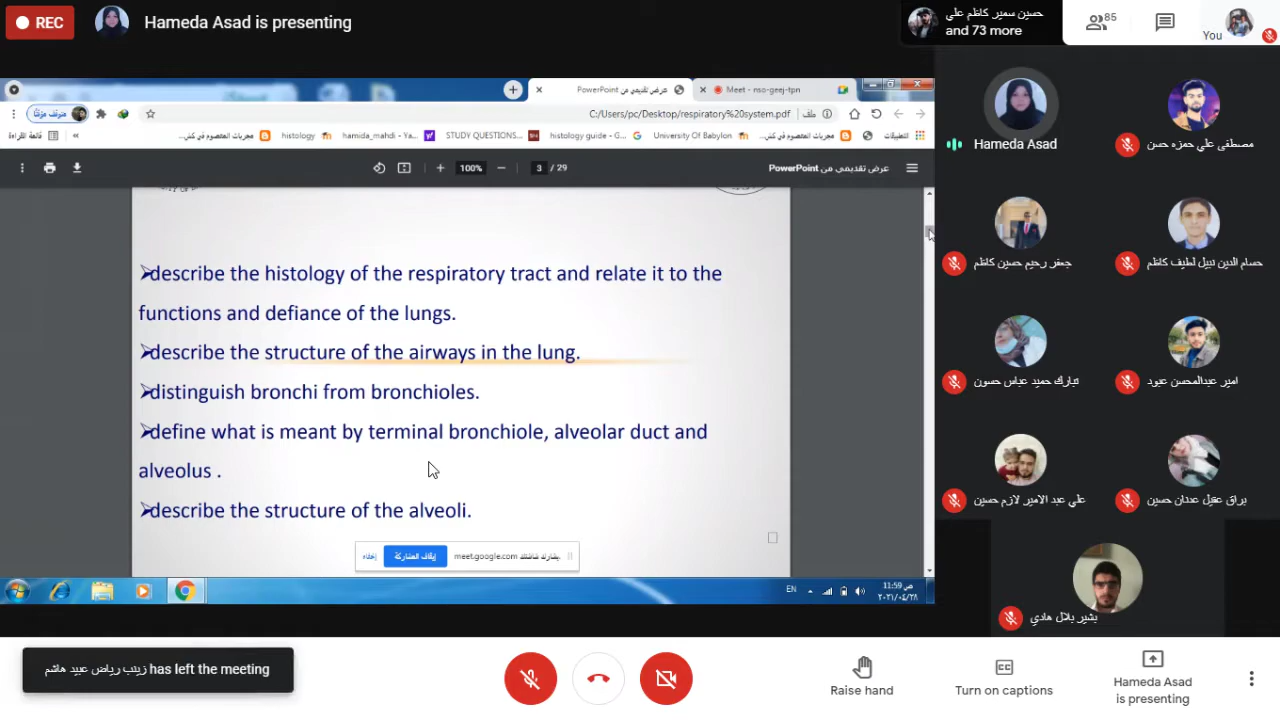 REC
Hameda Asad is presenting
حسين سمير كاظم علي
and 73 more
85
You
PowerPoint عرض تقديمي من
Meet - nso-geej-tpn
C:/Users/pc/Desktop/respiratory%20system.pdf
ملف
قائمة القراءة
histology
hamida_mahdi - Ya...
STUDY QUESTIONS...
histology guide - G...
University Of Babylon
التطبيقات
100%
3 / 29
PowerPoint عرض تقديمي من
describe the histology of the respiratory tract and relate it to the
functions and defiance of the lungs.
describe the structure of the airways in the lung.
distinguish bronchi from bronchioles.
define what is meant by terminal bronchiole, alveolar duct and
alveolus .
describe the structure of the alveoli.
إخفاء
إيقاف المشاركة
meet.google.com
EN
11:59 ص
٢٠٢١/٠٤/٢٨
Hameda Asad
مصطفى علي حمزه حسن
جعفر رحيم حسين كاظم
حسام الدين نبيل لطيف كاظم
تبارك حميد عباس حسون
امير عبدالمحسن عبود
علي عبد الامير لازم حسين
براق عقيل عدنان حسين
بشير بلال هادي
زينب رياض عبيد هاشم has left the meeting
Raise hand
Turn on captions
Hameda Asad
is presenting